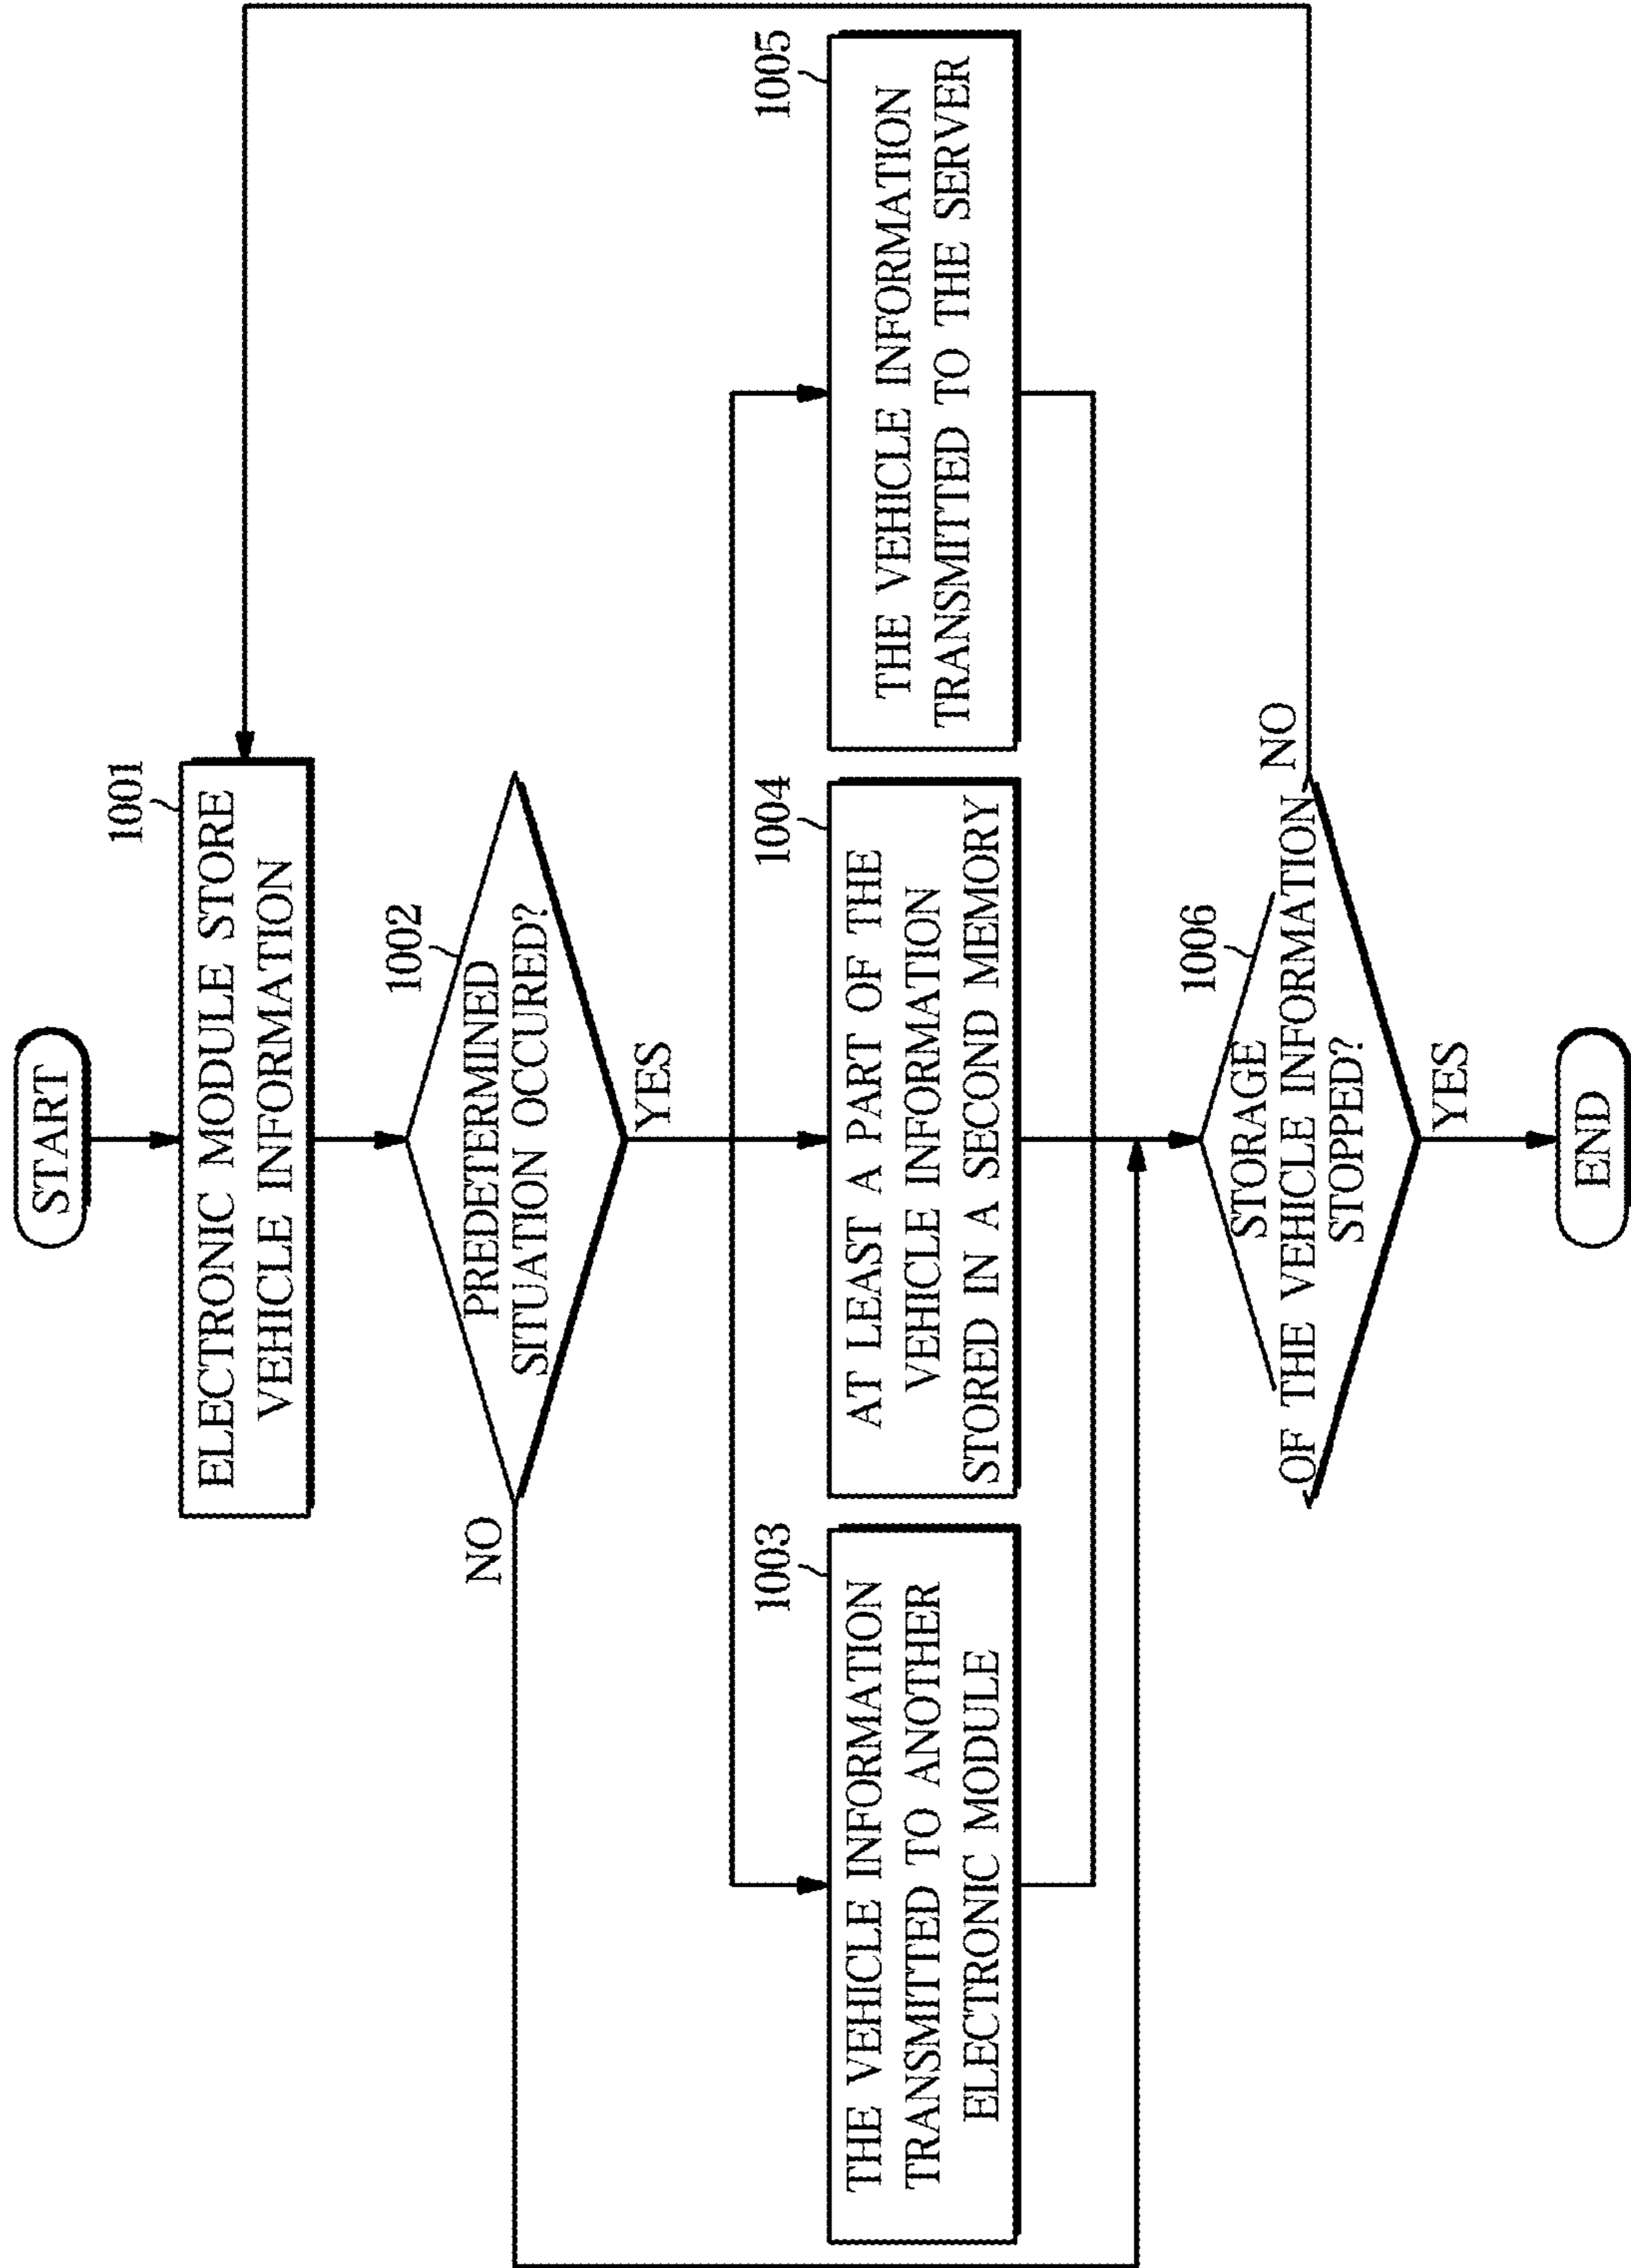 START
1001
ELECTRONIC MODULE STORE
VEHICLE INFORMATION
1002
PREDETERMINED
SITUATION OCCURED?
NO
YES
1003
THE VEHICLE INFORMATION
TRANSMITTED TO ANOTHER
ELECTRONIC MODULE
1004
AT LEAST A PART OF THE
VEHICLE INFORMATION
STORED IN A SECOND MEMORY
1005
THE VEHICLE INFORMATION
TRANSMITTED TO THE SERVER
1006
STORAGE
OF THE VEHICLE INFORMATION
STOPPED?
NO
YES
END